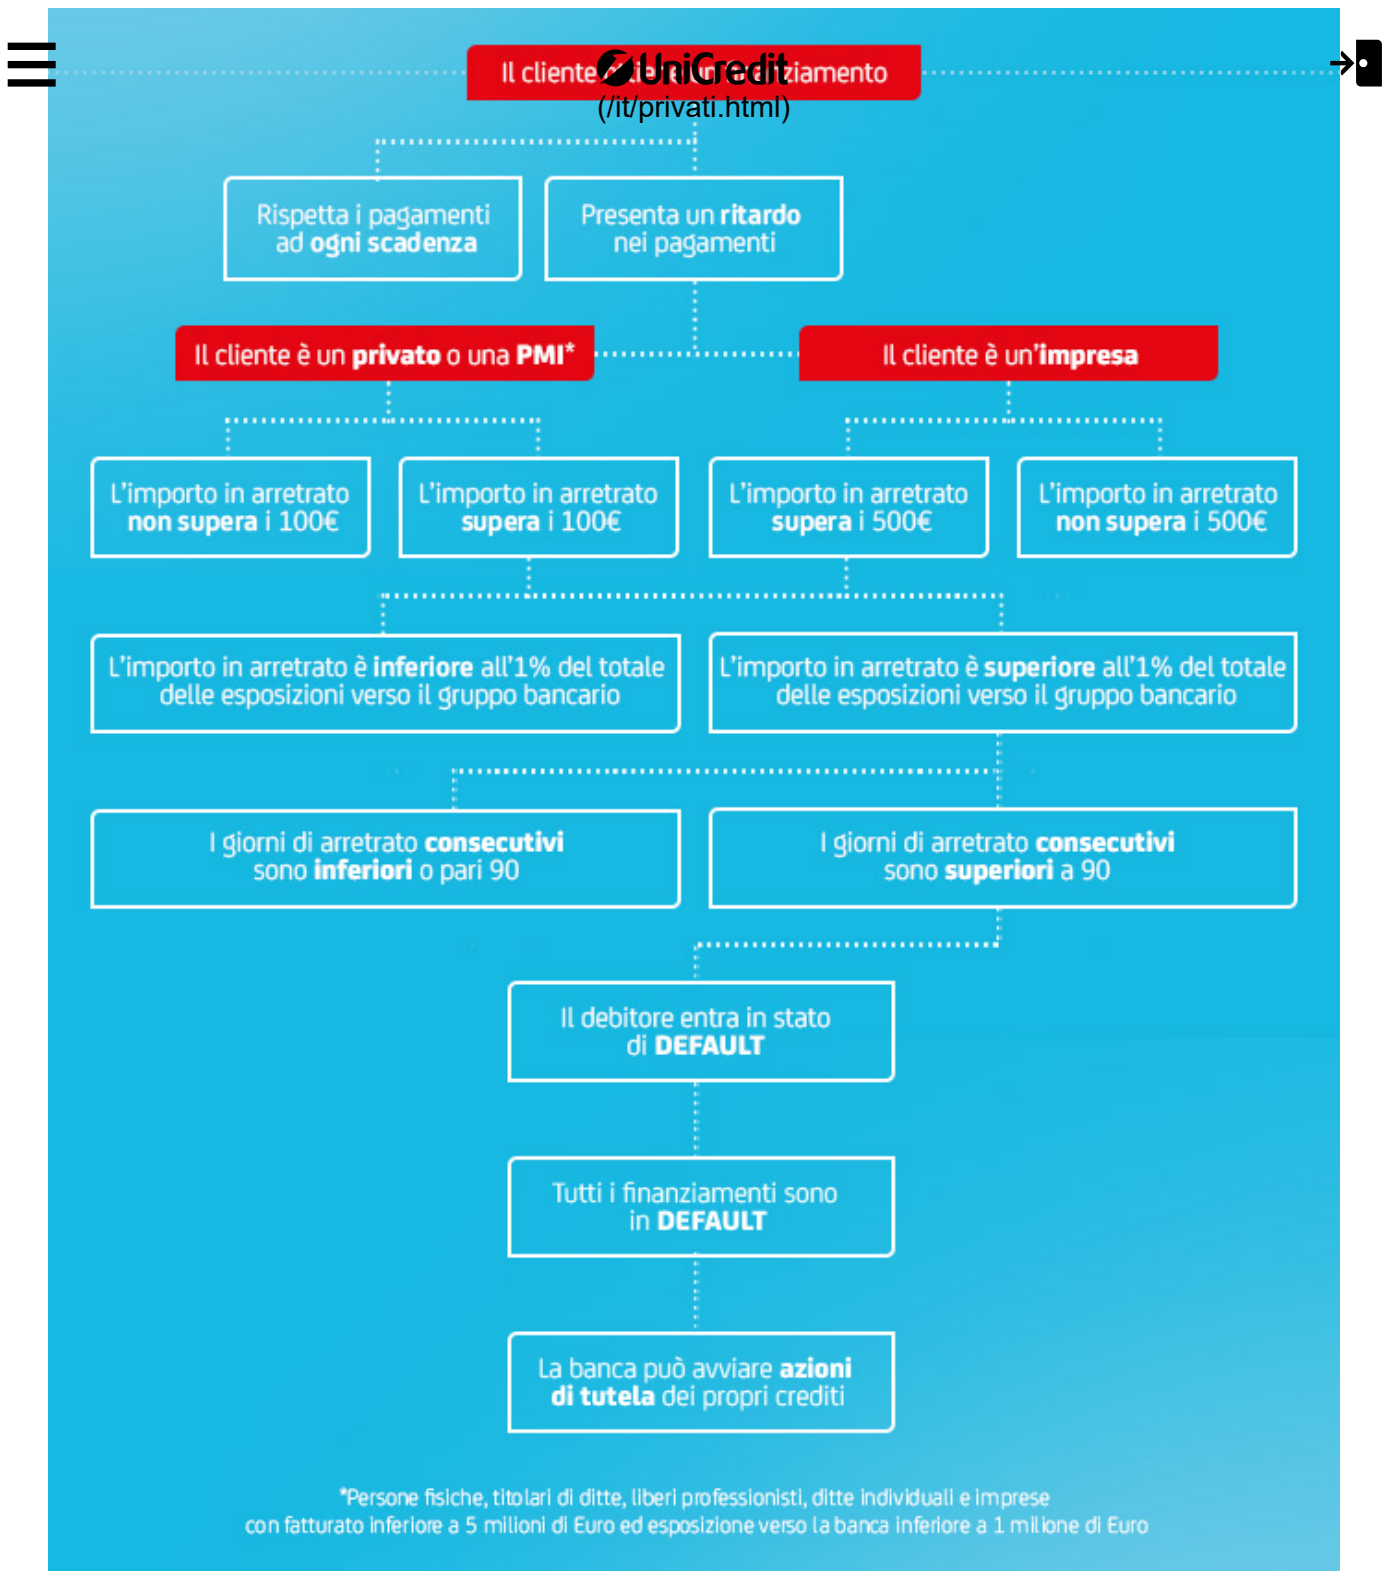 Il cliente
UniCredit
ziamento
(/it/privati.html)
Rispetta i pagamenti
ad ogni scadenza
Presenta un ritardo
nei pagamenti
Il cliente è un privato o una PMI*
Il cliente è un'impresa
L'importo in arretrato
non supera i 100€
L'importo in arretrato
supera i 100€
L'importo in arretrato
supera i 500€
L'importo in arretrato
non supera i 500€
L'importo in arretrato è inferiore all'1% del totale
delle esposizioni verso il gruppo bancario
L'importo in arretrato è superiore all'1% del totale
delle esposizioni verso il gruppo bancario
I giorni di arretrato consecutivi
sono inferiori o pari 90
I giorni di arretrato consecutivi
sono superiori a 90
Il debitore entra in stato
di DEFAULT
Tutti i finanziamenti sono
in DEFAULT
La banca può avviare azioni
di tutela dei propri crediti
*Persone fisiche, titolari di ditte, liberi professionisti, ditte individuali e imprese
con fatturato inferiore a 5 milioni di Euro ed esposizione verso la banca inferiore a 1 milione di Euro